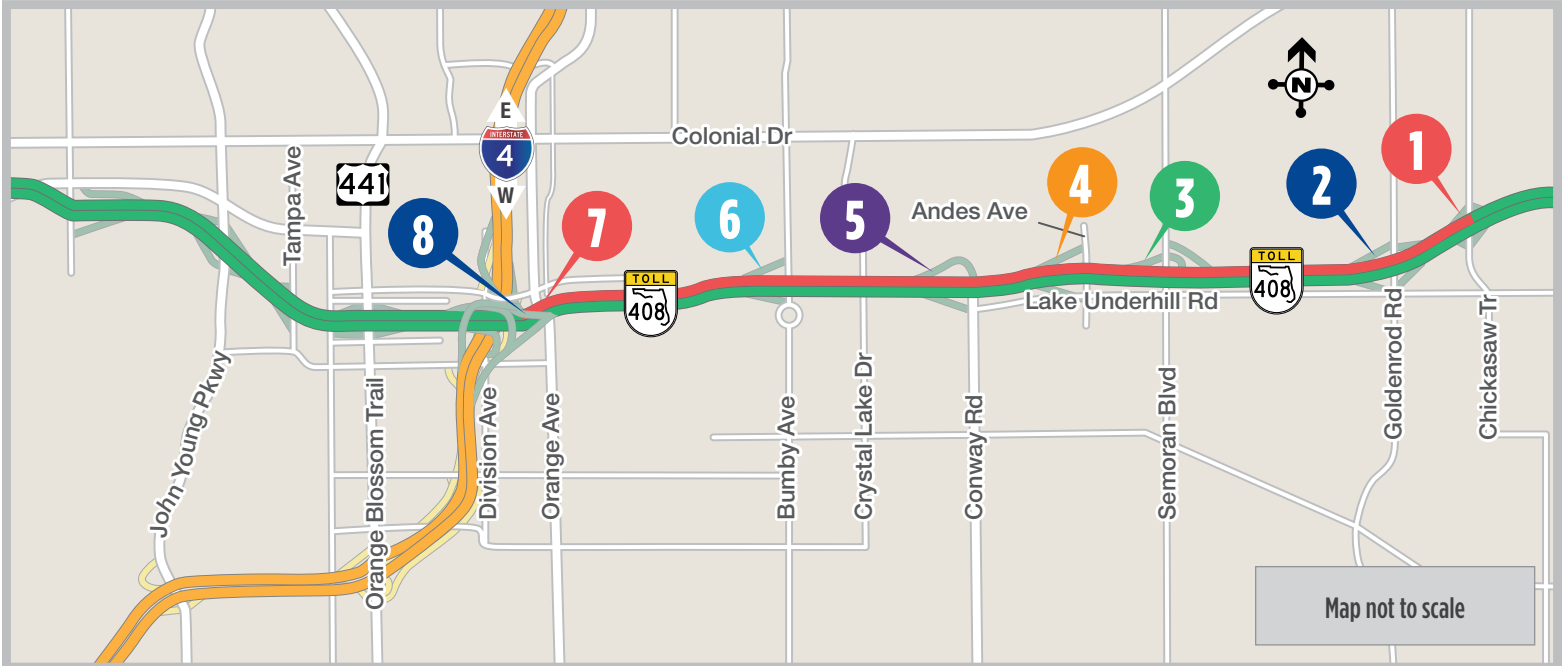 E
INTERSTATE
4
W
Colonial Dr
N
1
Tampa Ave
441
4
3
2
Andes Ave
8
7
6
5
TOLL
408
TOLL
408
Lake Underhill Rd
John Young Pkwy
Orange Blossom Trail
Division Ave
Orange Ave
Bumby Ave
Crystal Lake Dr
Conway Rd
Semoran Blvd
Goldenrod Rd
Chickasaw Tr
Map not to scale